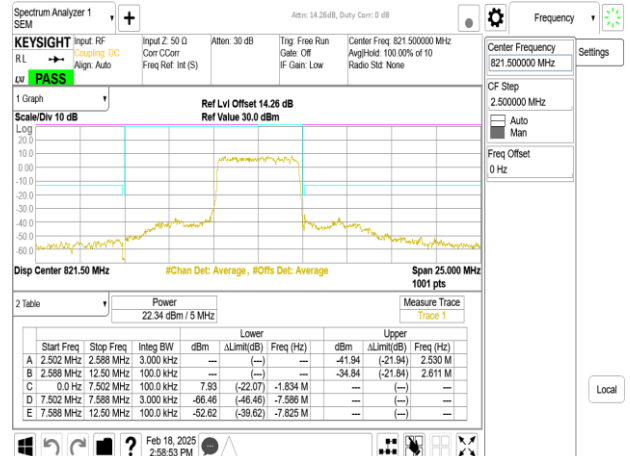 Spectrum Analyzer 1
SEM
+
Attn: 14.26dB, Duty Corr: 0 dB
Frequency
KEYSIGHT
RL
LXI
PASS
Input: RF
Coupling: DC
Align: Auto
Input Z: 50 Ω
Corr CCorr
Freq Ref: Int (S)
Atten: 30 dB
Trig: Free Run
Gate: Off
IF Gain: Low
Center Freq: 821.500000 MHz
Avg|Hold: 100.00% of 10
Radio Std: None
Center Frequency
821.500000 MHz
Settings
CF Step
2.500000 MHz
Auto
Man
Freq Offset
0 Hz
Local
1 Graph
Ref Lvl Offset 14.26 dB
Scale/Div 10 dB
Ref Value 30.0 dBm
Log
20.0
10.0
0.00
-10.0
-20.0
-30.0
-40.0
-50.0
-60.0
Disp Center 821.50 MHz
#Chan Det: Average, #Offs Det: Average
Span 25.000 MHz
1001 pts
2 Table
Power
22.34 dBm / 5 MHz
Measure Trace
Trace 1
Lower Upper
Start Freq Stop Freq Integ BW dBm ΔLimit(dB) Freq (Hz) dBm ΔLimit(dB) Freq (Hz)
A 2.502 MHz 2.588 MHz 3.000 kHz --- (---) --- -41.94 (-21.94) 2.530 M
B 2.588 MHz 12.50 MHz 100.0 kHz --- (---) --- -34.84 (-21.84) 2.611 M
C 0.0 Hz 7.502 MHz 100.0 kHz 7.93 (-22.07) -1.834 M --- (---) ---
D 7.502 MHz 7.588 MHz 3.000 kHz -66.46 (-46.46) -7.586 M --- (---) ---
E 7.588 MHz 12.50 MHz 100.0 kHz -52.62 (-39.62) -7.825 M --- (---) ---
?
Feb 18, 2025
2:58:53 PM